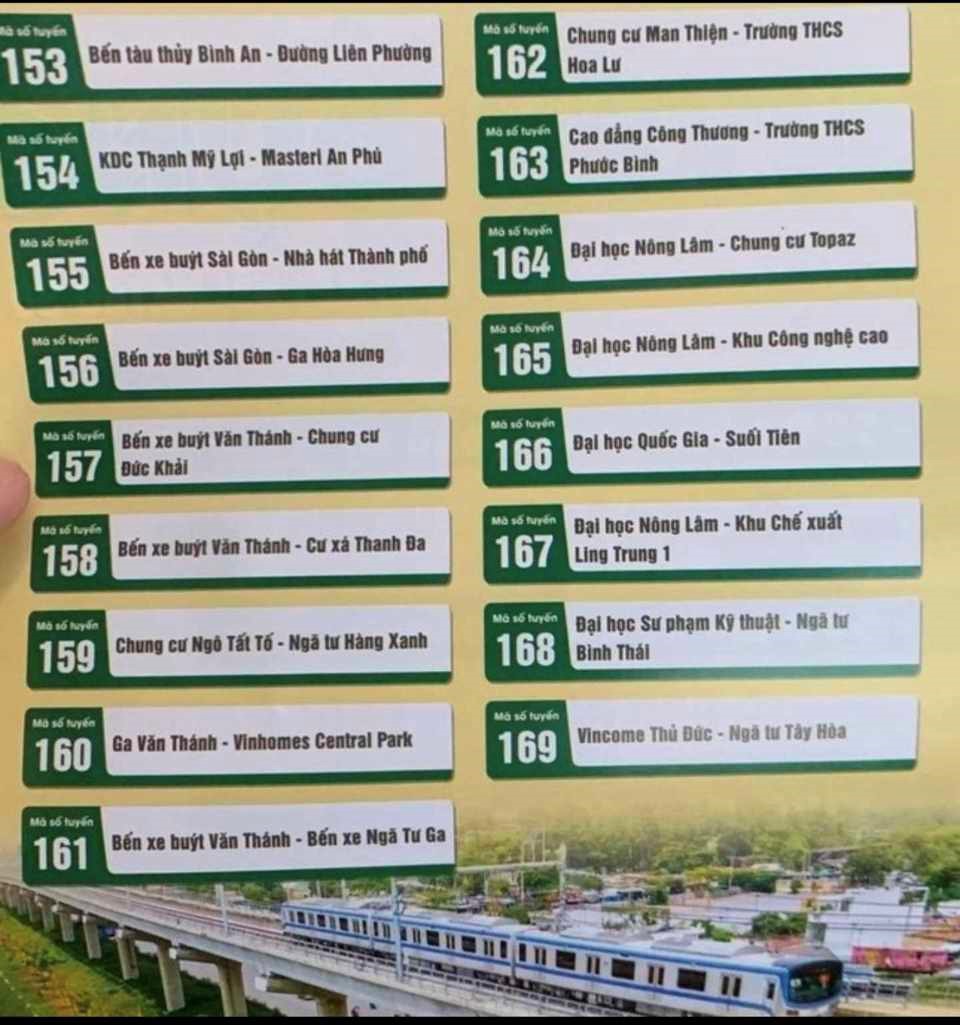 Mã số tuyến
153
Bến tàu thủy Bình An - Đường Liên Phường
Mã số tuyến
154
KDC Thạnh Mỹ Lợi - Masteri An Phú
Mã số tuyến
155
Bến xe buýt Sài Gòn - Nhà hát Thành phố
Mã số tuyến
156
Bến xe buýt Sài Gòn - Ga Hòa Hưng
Mã số tuyến
157
Bến xe buýt Văn Thánh - Chung cư
Đức Khải
Mã số tuyến
158
Bến xe buýt Văn Thánh - Cư xá Thanh Đa
Mã số tuyến
159
Chung cư Ngô Tất Tố - Ngã tư Hàng Xanh
Mã số tuyến
160
Ga Văn Thánh - Vinhomes Central Park
Mã số tuyến
161
Bến xe buýt Văn Thánh - Bến xe Ngã Tư Ga
Mã số tuyến
162
Chung cư Man Thiện - Trường THCS
Hoa Lư
Mã số tuyến
163
Cao đẳng Công Thương - Trường THCS
Phước Bình
Mã số tuyến
164
Đại học Nông Lâm - Chung cư Topaz
Mã số tuyến
165
Đại học Nông Lâm - Khu Công nghệ cao
Mã số tuyến
166
Đại học Quốc Gia - Suối Tiên
Mã số tuyến
167
Đại học Nông Lâm - Khu Chế xuất
Ling Trung 1
Mã số tuyến
168
Đại học Sư phạm Kỹ thuật - Ngã tư
Bình Thái
Mã số tuyến
169
Vincome Thủ Đức - Ngã tư Tây Hòa